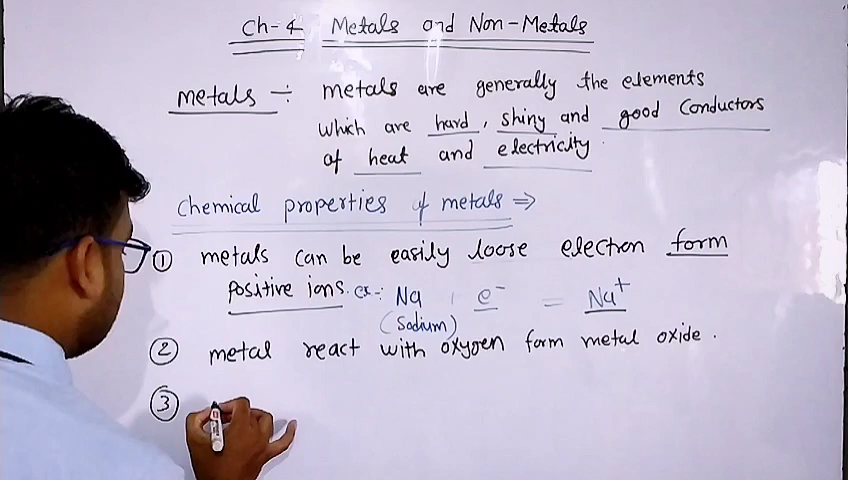 Ch-4 Metals and Non-Metals
Metals ÷ metals are generally the elements
which are hard, shiny and good Conductors
of heat and electricity.
Chemical properties of metals ⇒
① metals can be easily loose electron form
positive ions. ex-: Na e⁻ = Na⁺
(Sodium)
② metal react with oxygen form metal oxide.
③